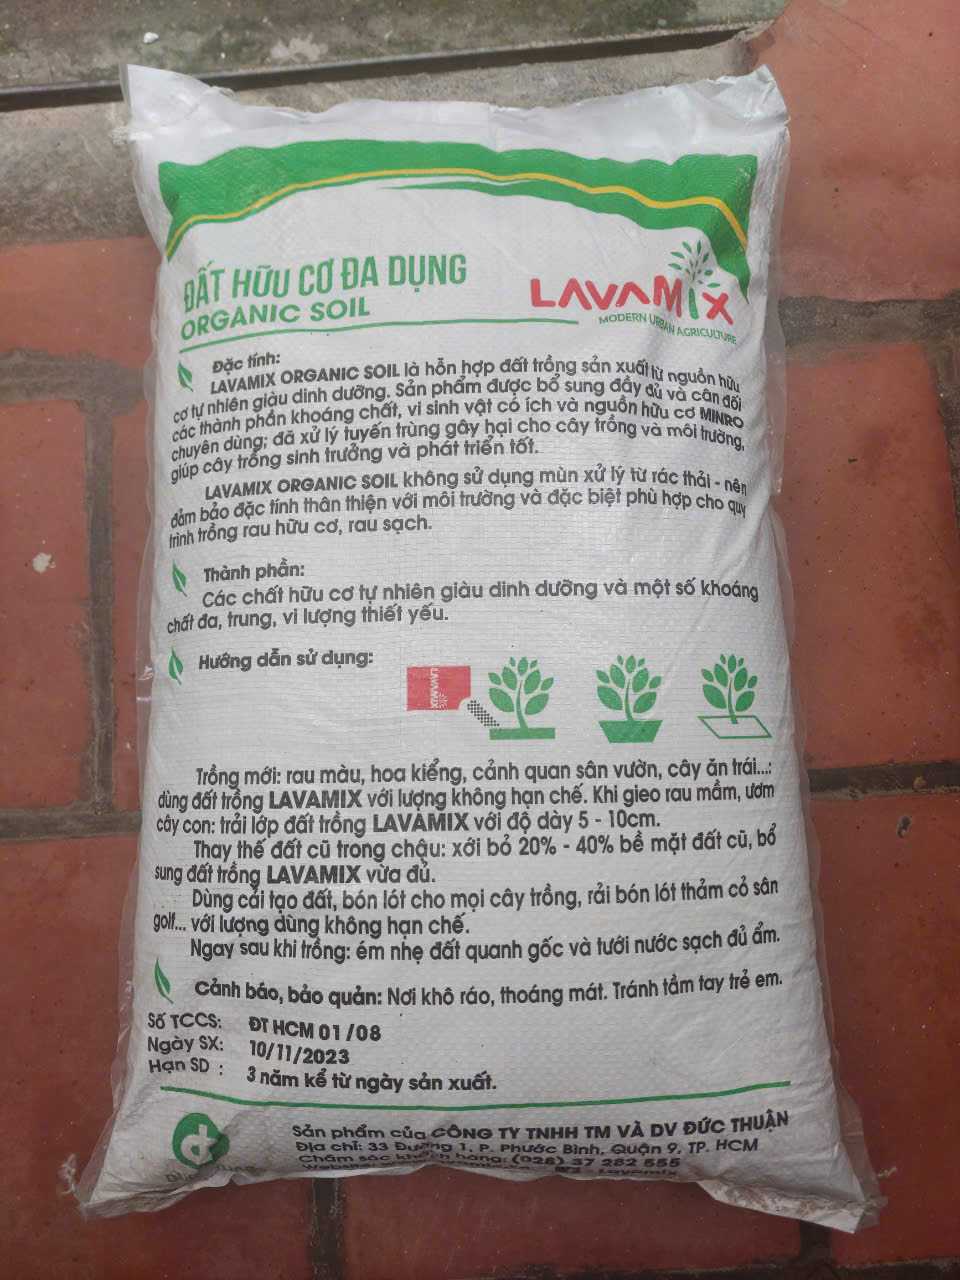 ĐẤT HỮU CƠ ĐA DỤNG
ORGANIC SOIL
LAVAMIX
MODERN URBAN AGRICULTURE
Đặc tính:
LAVAMIX ORGANIC SOIL là hỗn hợp đất trồng sản xuất từ nguồn hữu
cơ tự nhiên giàu dinh dưỡng. Sản phẩm được bổ sung đầy đủ và cân đối
các thành phần khoáng chất, vi sinh vật có ích và nguồn hữu cơ MINRO
chuyên dùng; đã xử lý tuyến trùng gây hại cho cây trồng và môi trường,
giúp cây trồng sinh trưởng và phát triển tốt.
LAVAMIX ORGANIC SOIL không sử dụng mùn xử lý từ rác thải - nên
đảm bảo đặc tính thân thiện với môi trường và đặc biệt phù hợp cho quy
trình trồng rau hữu cơ, rau sạch.
Thành phần:
Các chất hữu cơ tự nhiên giàu dinh dưỡng và một số khoáng
chất đa, trung, vi lượng thiết yếu.
Hướng dẫn sử dụng:
LAVAMIX
Trồng mới: rau màu, hoa kiểng, cảnh quan sân vườn, cây ăn trái...:
dùng đất trồng LAVAMIX với lượng không hạn chế. Khi gieo rau mầm, ươm
cây con: trải lớp đất trồng LAVAMIX với độ dày 5 - 10cm.
Thay thế đất cũ trong chậu: xới bỏ 20% - 40% bề mặt đất cũ, bổ
sung đất trồng LAVAMIX vừa đủ.
Dùng cải tạo đất, bón lót cho mọi cây trồng, rải bón lót thảm cỏ sân
golf... với lượng dùng không hạn chế.
Ngay sau khi trồng: ém nhẹ đất quanh gốc và tưới nước sạch đủ ẩm.
Cảnh báo, bảo quản: Nơi khô ráo, thoáng mát. Tránh tầm tay trẻ em.
Số TCCS: ĐT HCM 01/08
Ngày SX: 10/11/2023
Hạn SD : 3 năm kể từ ngày sản xuất.
Sản phẩm của CÔNG TY TNHH TM VÀ DV ĐỨC THUẬN
Địa chỉ: 33 Đường 1, P. Phước Bình, Quận 9, TP. HCM
Chăm sóc khách hàng: (028) 37 282 555
Lavamix